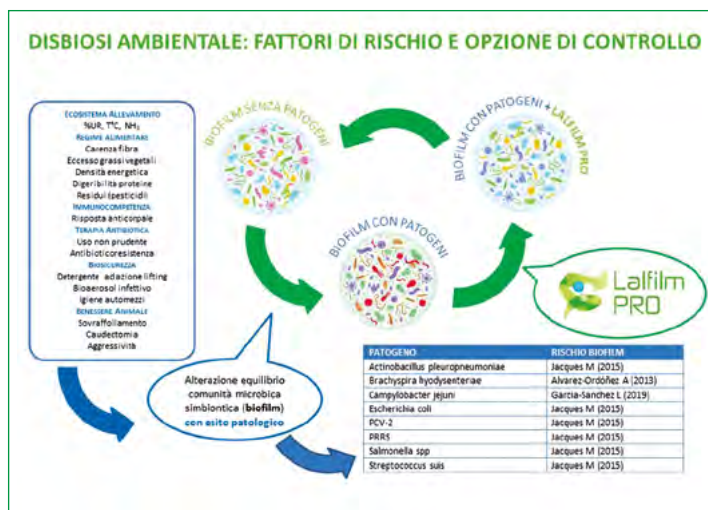 DISBIOSI AMBIENTALE: FATTORI DI RISCHIO E OPZIONE DI CONTROLLO
ECOSISTEMA ALLEVAMENTO
%UR, T°C, NH₃
REGIME ALIMENTARE
Carenza fibra
Eccesso grassi vegetali
Densità energetica
Digeribilità proteine
Residui (pesticidi)
IMMUNOCOMPETENZA
Risposta anticorpale
TERAPIA ANTIBIOTICA
Uso non prudente
Antibioticoresistenza
BIOSICUREZZA
Detergente ad azione lifting
Bioaerosol infettivo
Igiene automezzi
BENESSERE ANIMALE
Sovraffollamento
Caudectomia
Aggressività
BIOFILM SENZA PATOGENI
BIOFILM CON PATOGENI + LALFILM PRO
BIOFILM CON PATOGENI
Lalfilm
PRO
Alterazione equilibrio
comunità microbica
simbiontica (biofilm)
con esito patologico
PATOGENO RISCHIO BIOFILM
Actinobacillus pleuropneumoniae Jacques M (2015)
Brachyspira hyodysenteriae Alvarez-Ordóñez A (2013)
Campylobacter jejuni Garcia-Sanchez L (2019)
Escherichia coli Jacques M (2015)
PCV-2 Jacques M (2015)
PRRS Jacques M (2015)
Salmonella spp Jacques M (2015)
Streptococcus suis Jacques M (2015)